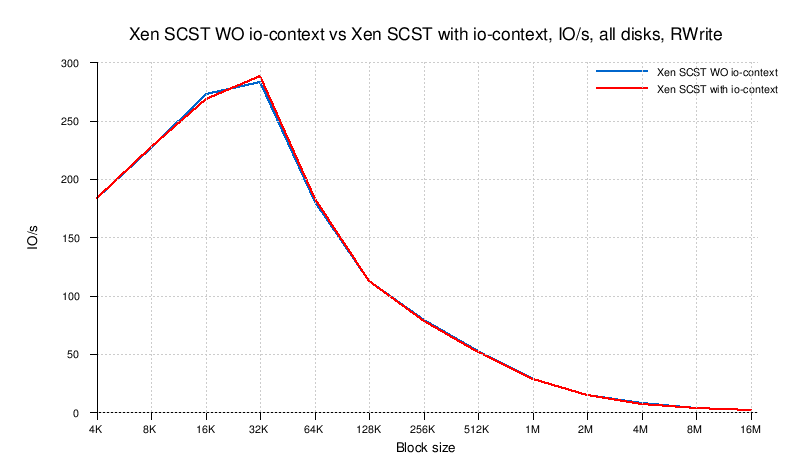 Xen SCST WO io-context vs Xen SCST with io-context, IO/s, all disks, RWrite
Xen SCST WO io-context
Xen SCST with io-context
300
250
200
150
100
50
0
IO/s
4K 8K 16K 32K 64K 128K 256K 512K 1M 2M 4M 8M 16M
Block size